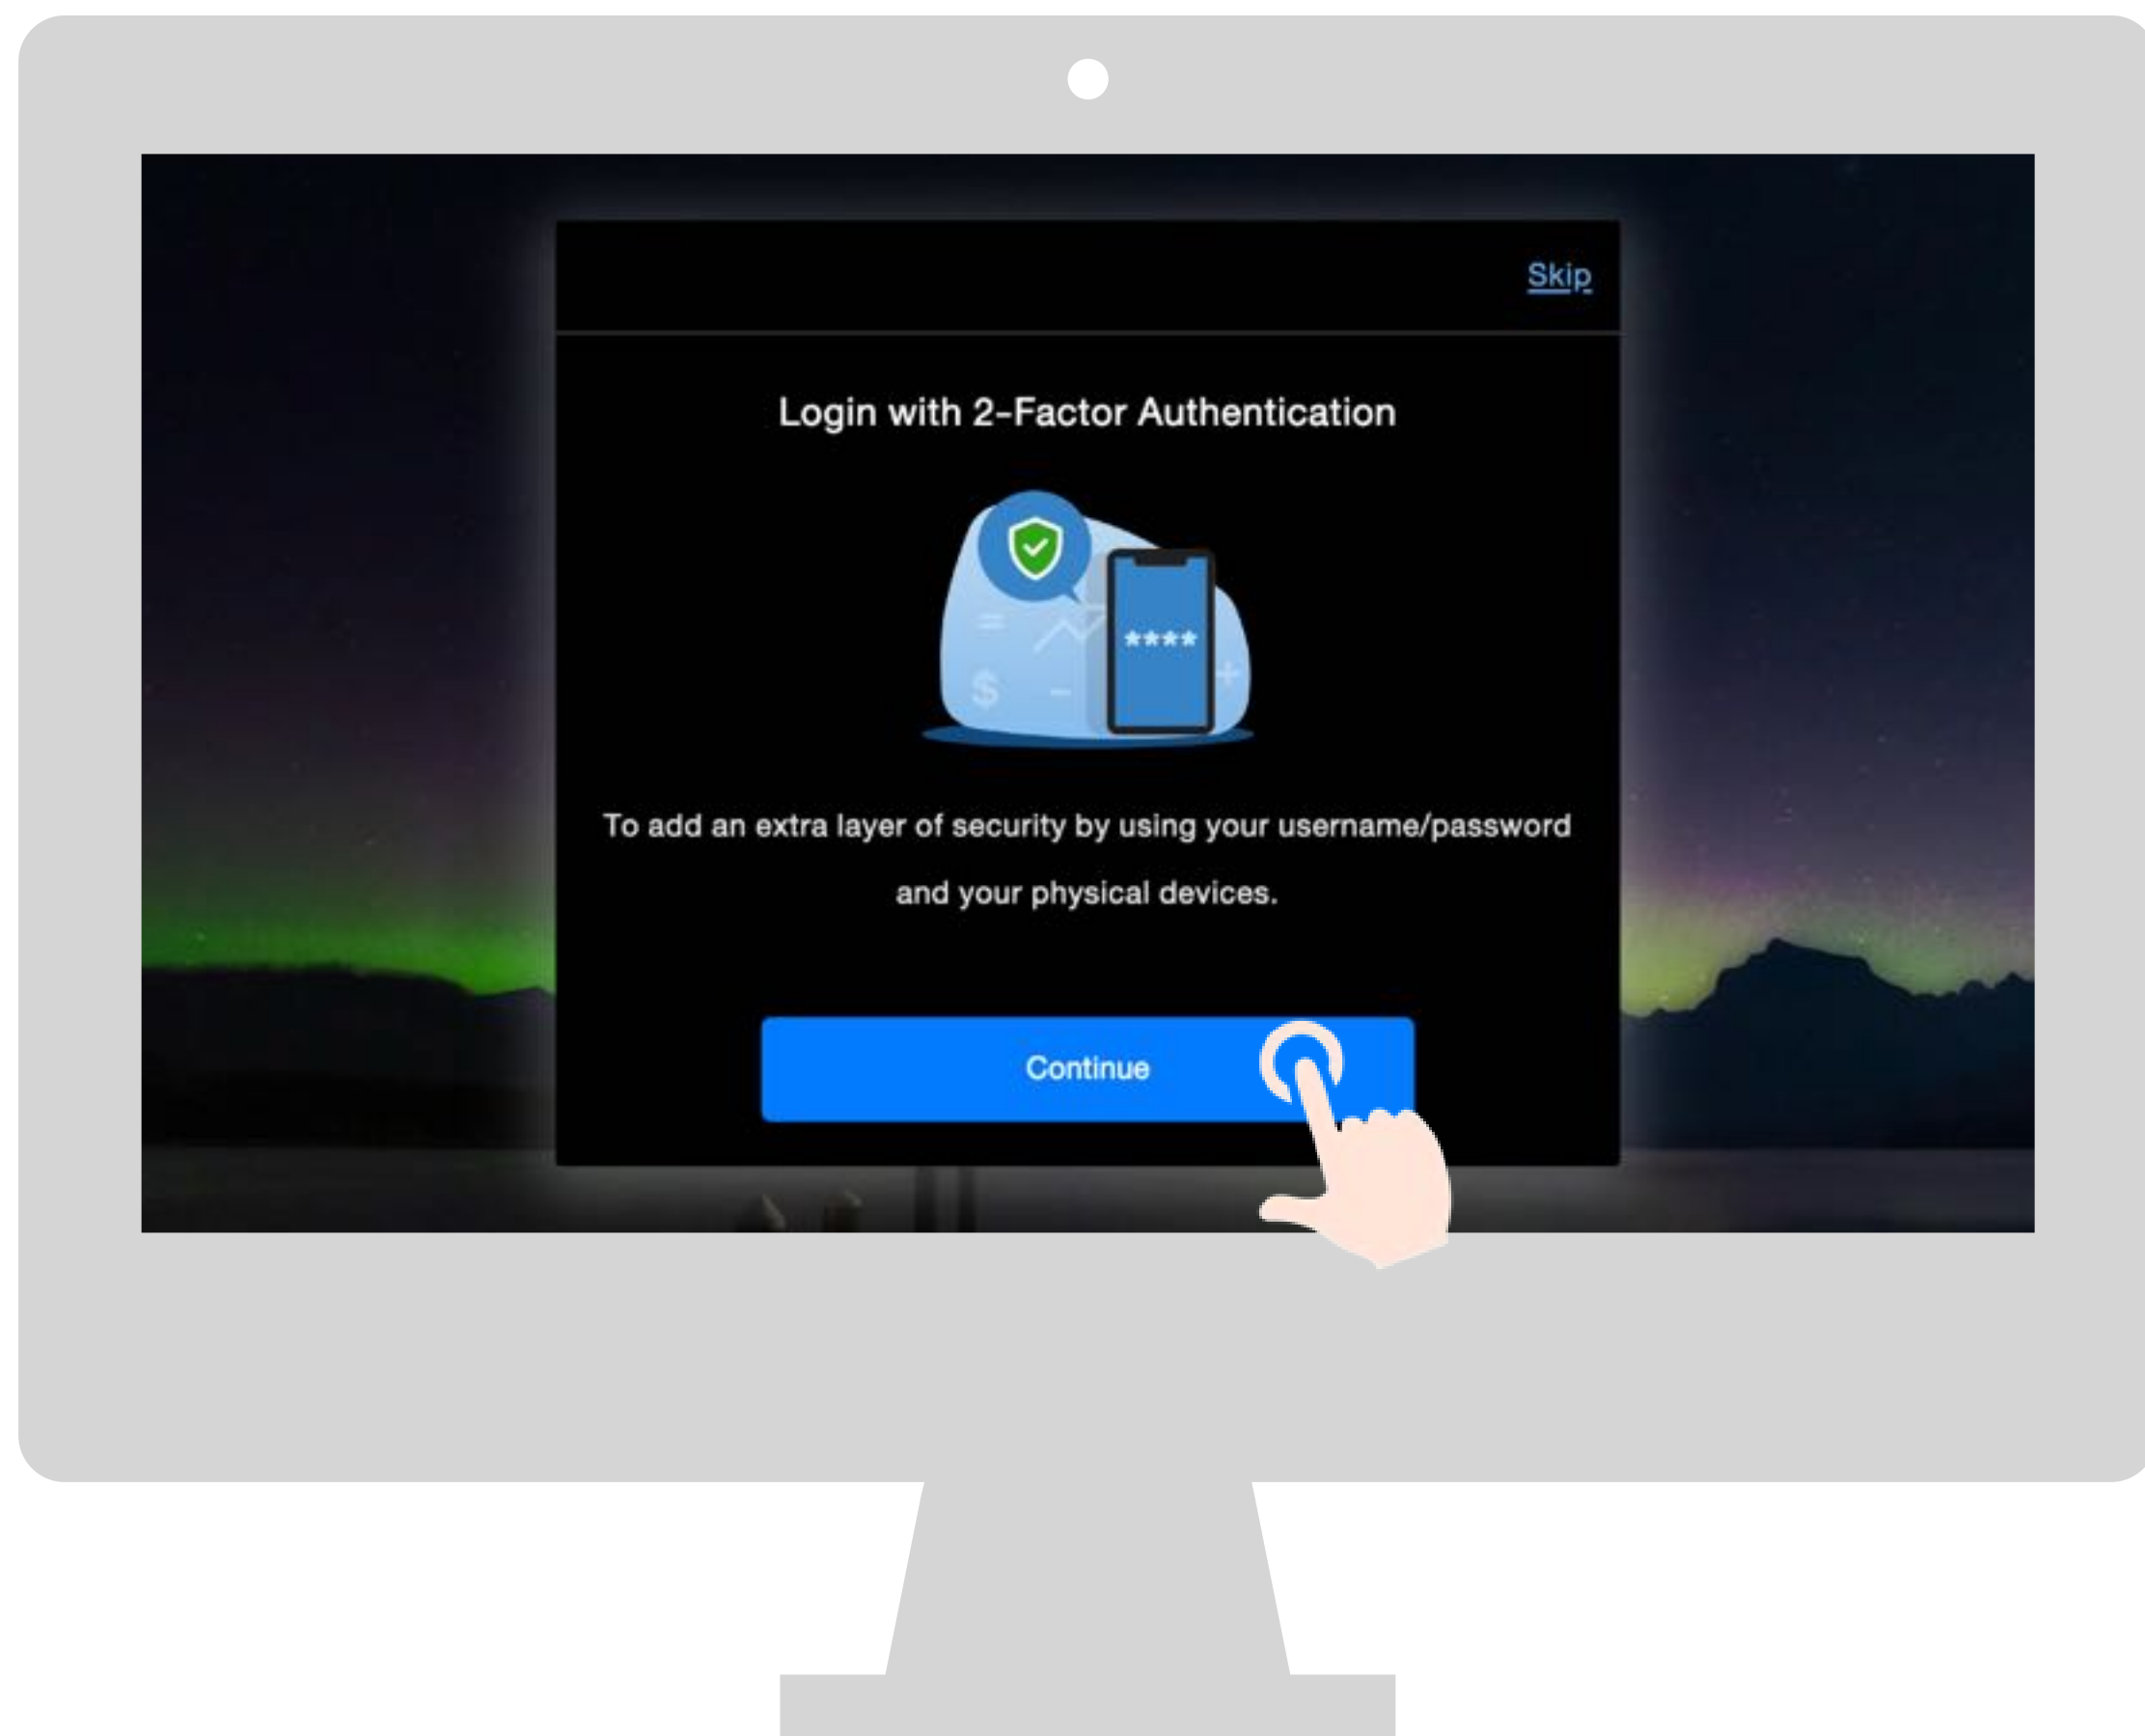 Skip
Login with 2-Factor Authentication
****
$
To add an extra layer of security by using your username/password
and your physical devices.
Continue